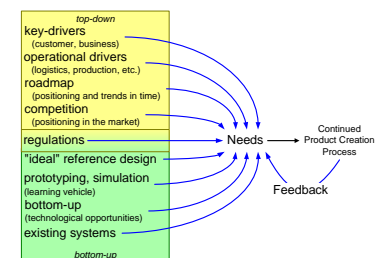 top-down
key-drivers
(customer, business)
operational drivers
(logistics, production, etc.)
roadmap
(positioning and trends in time)
competition
(positioning in the market)
regulations
"ideal" reference design
prototyping, simulation
(learning vehicle)
bottom-up
(technological opportunities)
existing systems
bottom-up
Needs
Continued
Product Creation
Process
Feedback